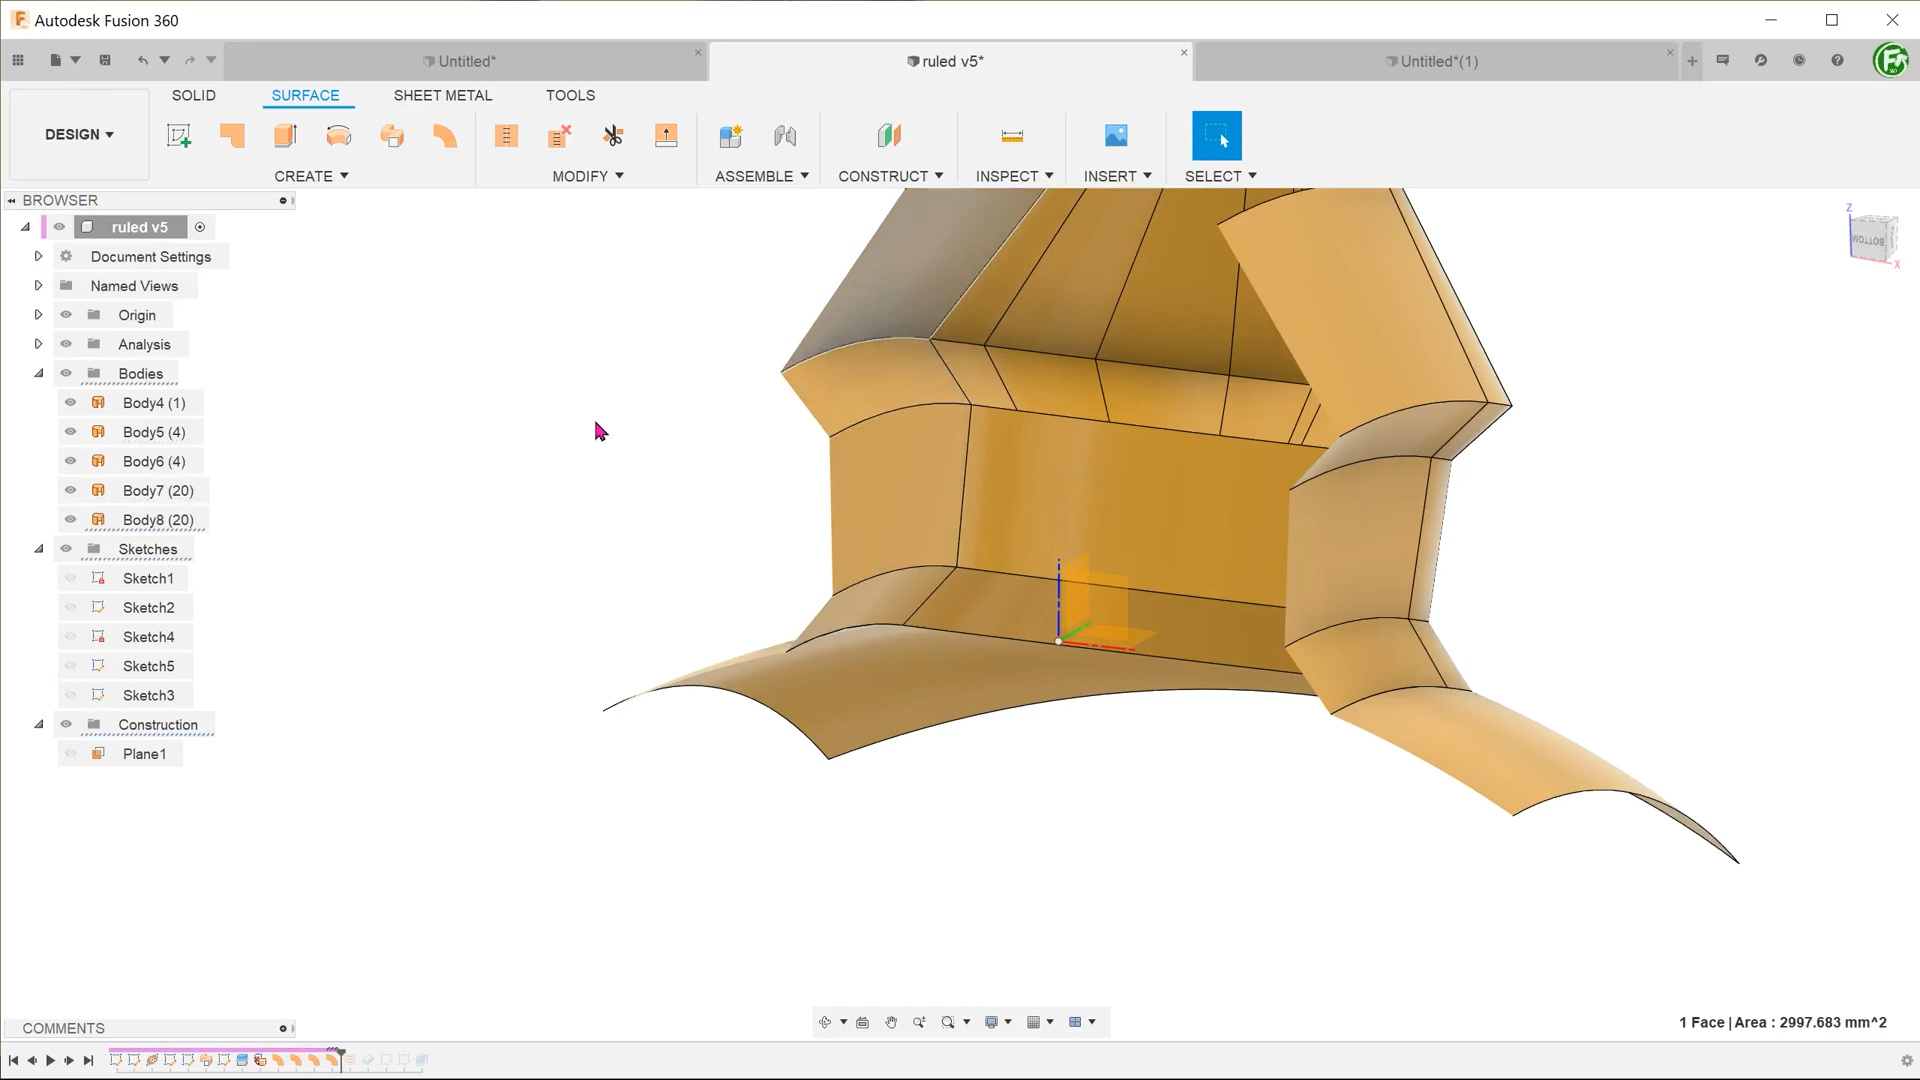 Autodesk Fusion 360
Untitled*
ruled v5*
Untitled*(1)
SOLID
SURFACE
SHEET METAL
TOOLS
DESIGN
CREATE
MODIFY
ASSEMBLE
CONSTRUCT
INSPECT
INSERT
SELECT
BROWSER
ruled v5
Document Settings
Named Views
Origin
Analysis
Bodies
Body4 (1)
Body5 (4)
Body6 (4)
Body7 (20)
Body8 (20)
Sketches
Sketch1
Sketch2
Sketch4
Sketch5
Sketch3
Construction
Plane1
Z
BOTTOM
X
COMMENTS
1 Face | Area : 2997.683 mm^2